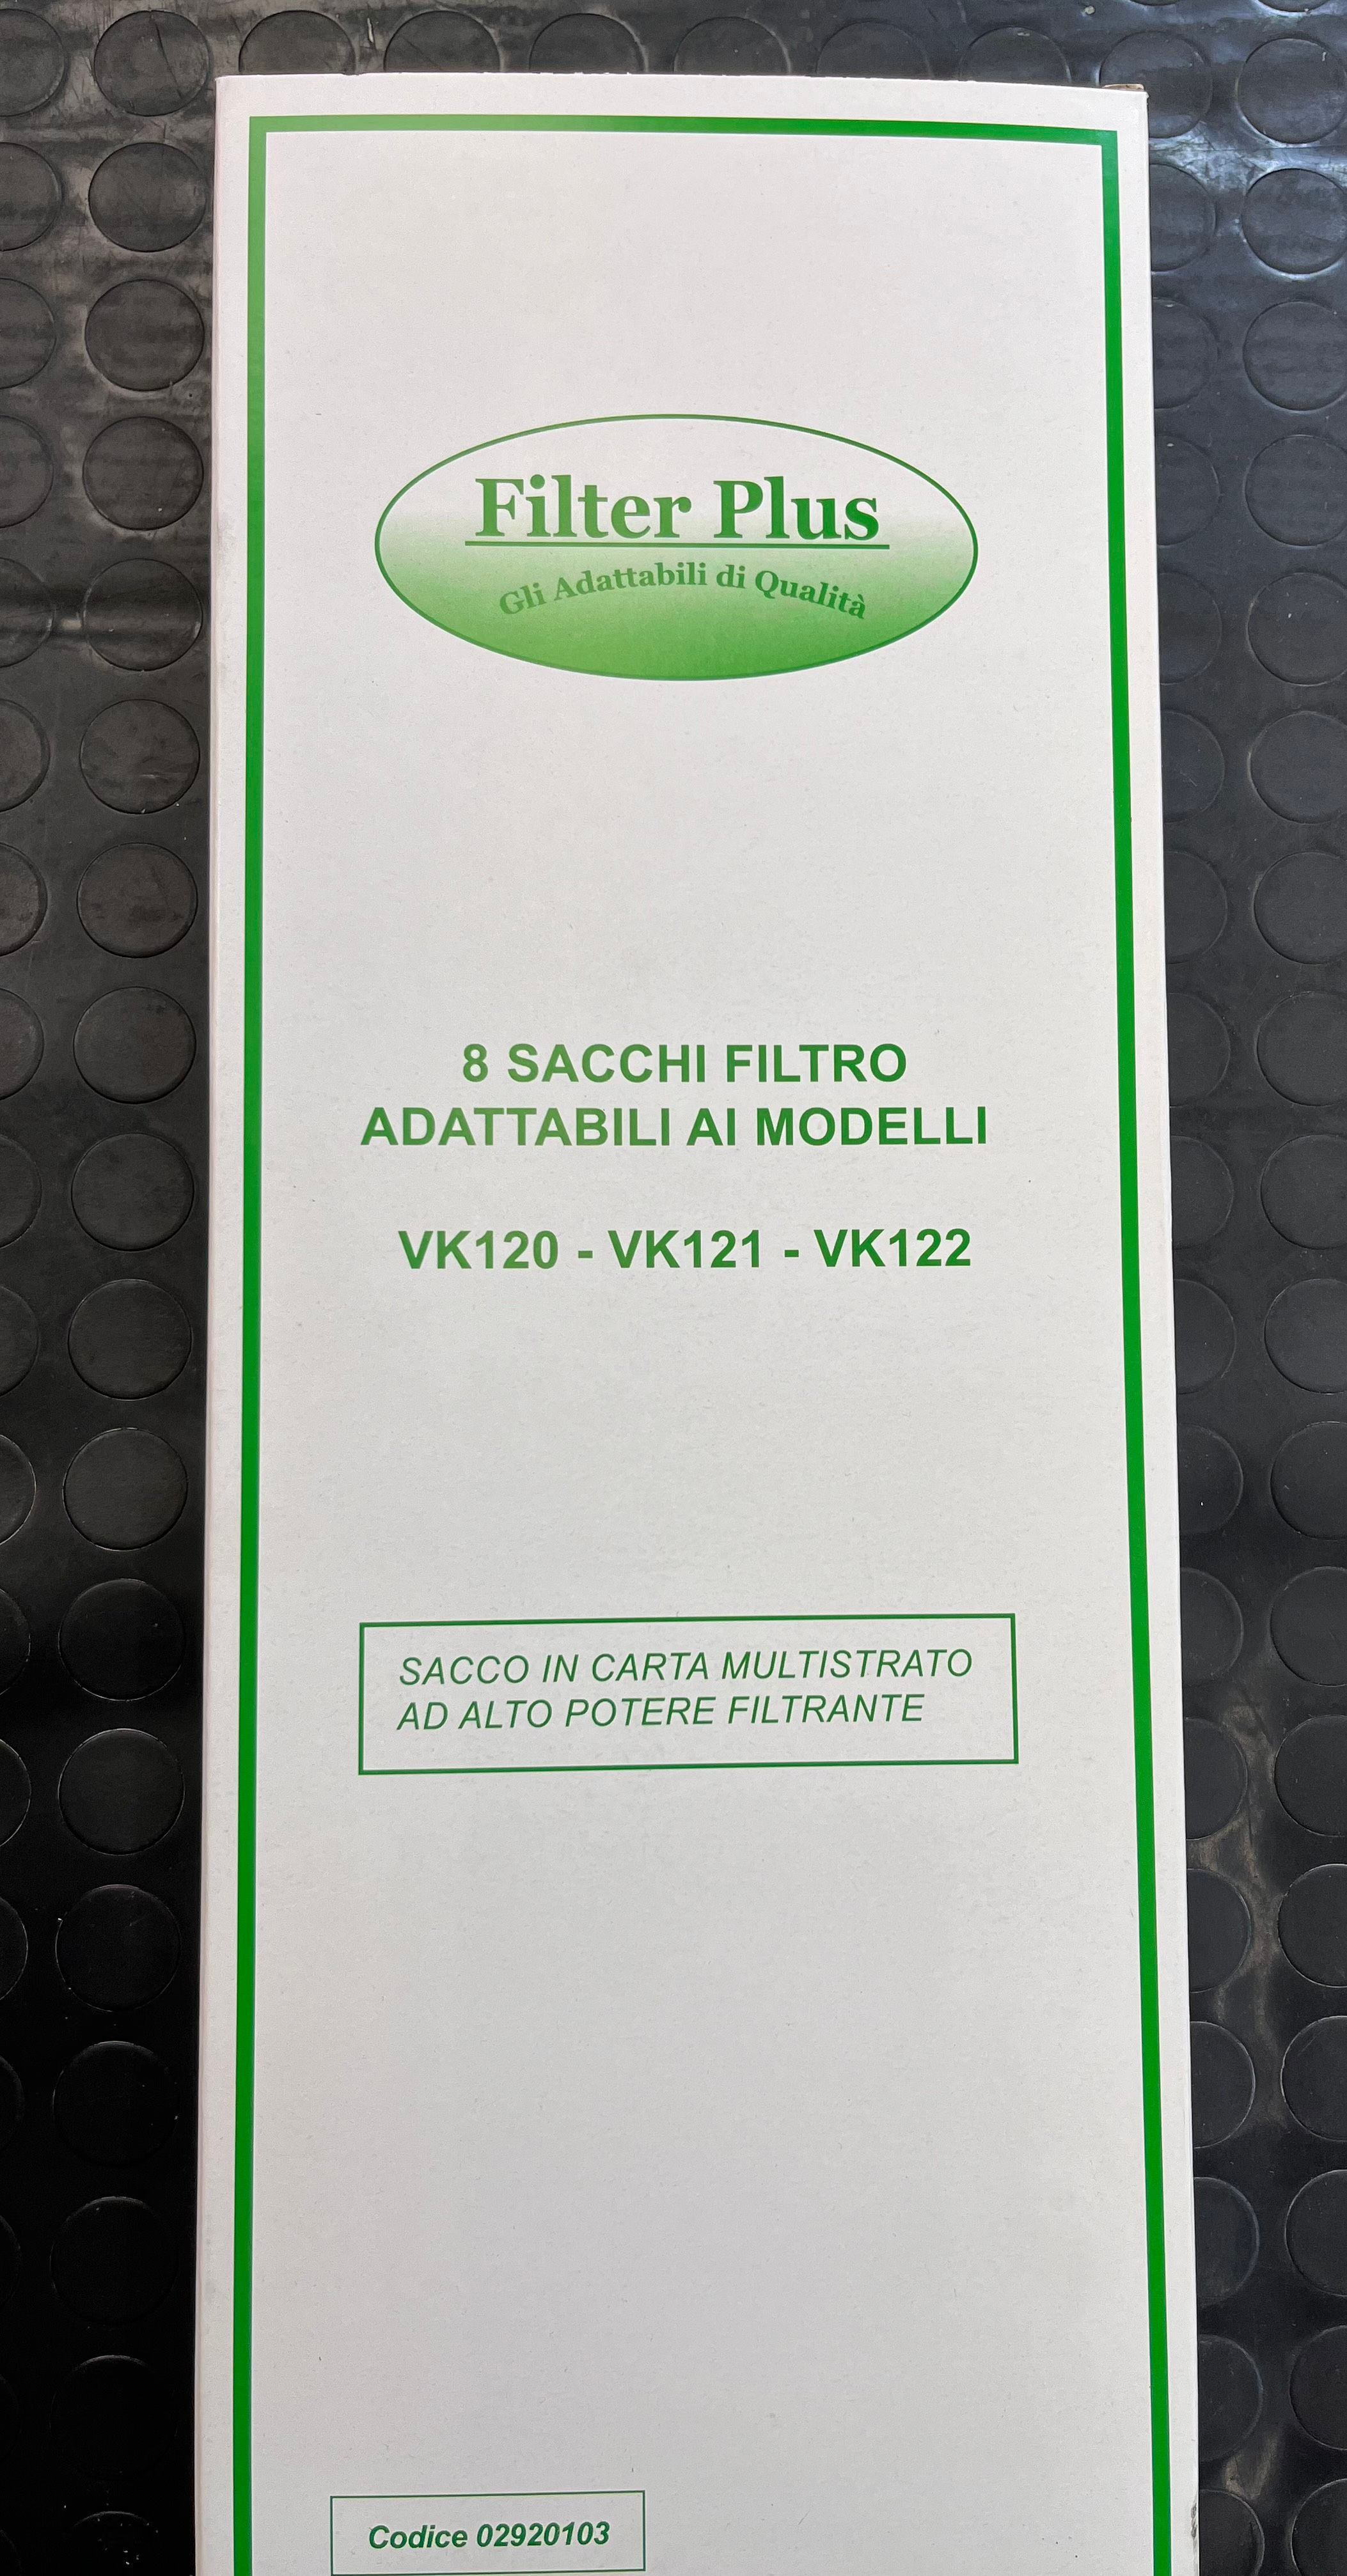 Filter Plus
Gli Adattabili di Qualità
8 SACCHI FILTRO
ADATTABILI AI MODELLI
VK120 - VK121 - VK122
SACCO IN CARTA MULTISTRATO
AD ALTO POTERE FILTRANTE
Codice 02920103